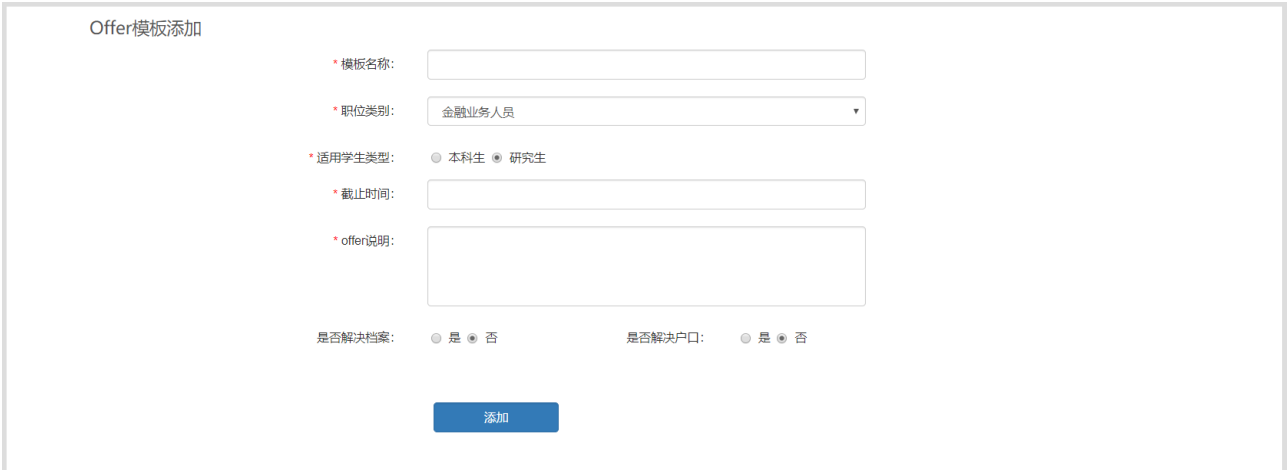 Offer模板添加
* 模板名称：
* 职位类别： 金融业务人员
* 适用学生类型： 本科生 研究生
* 截止时间：
* offer说明：
是否解决档案： 是 否 是否解决户口： 是 否
添加